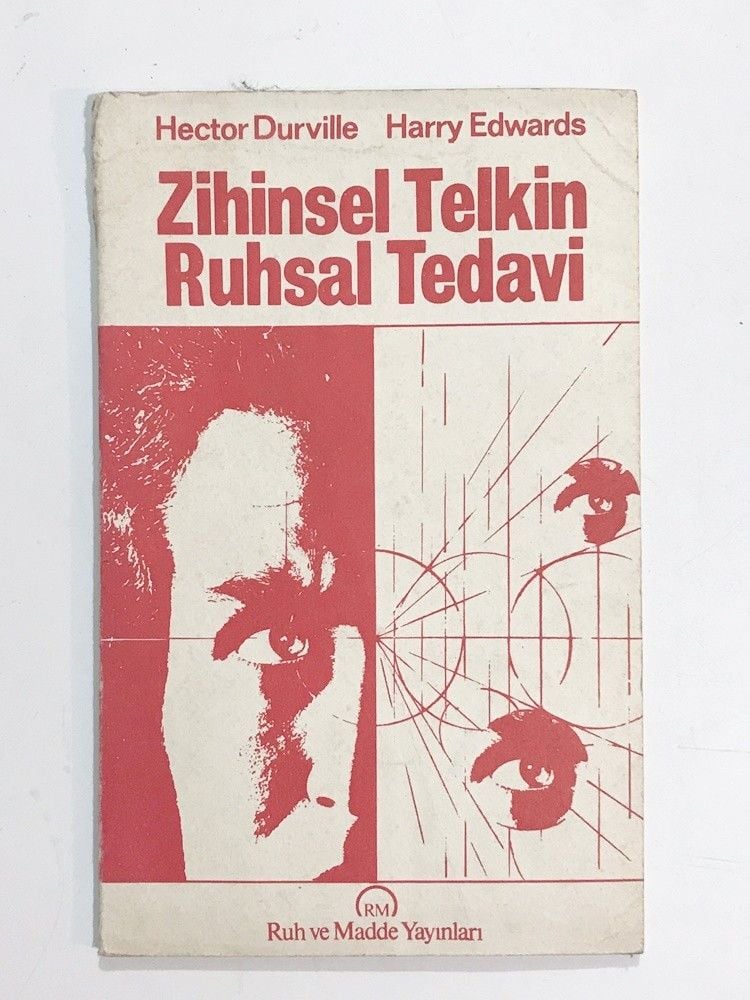 Hector Durville Harry Edwards
Zihinsel Telkin
Ruhsal Tedavi
RM
Ruh ve Madde Yayınları